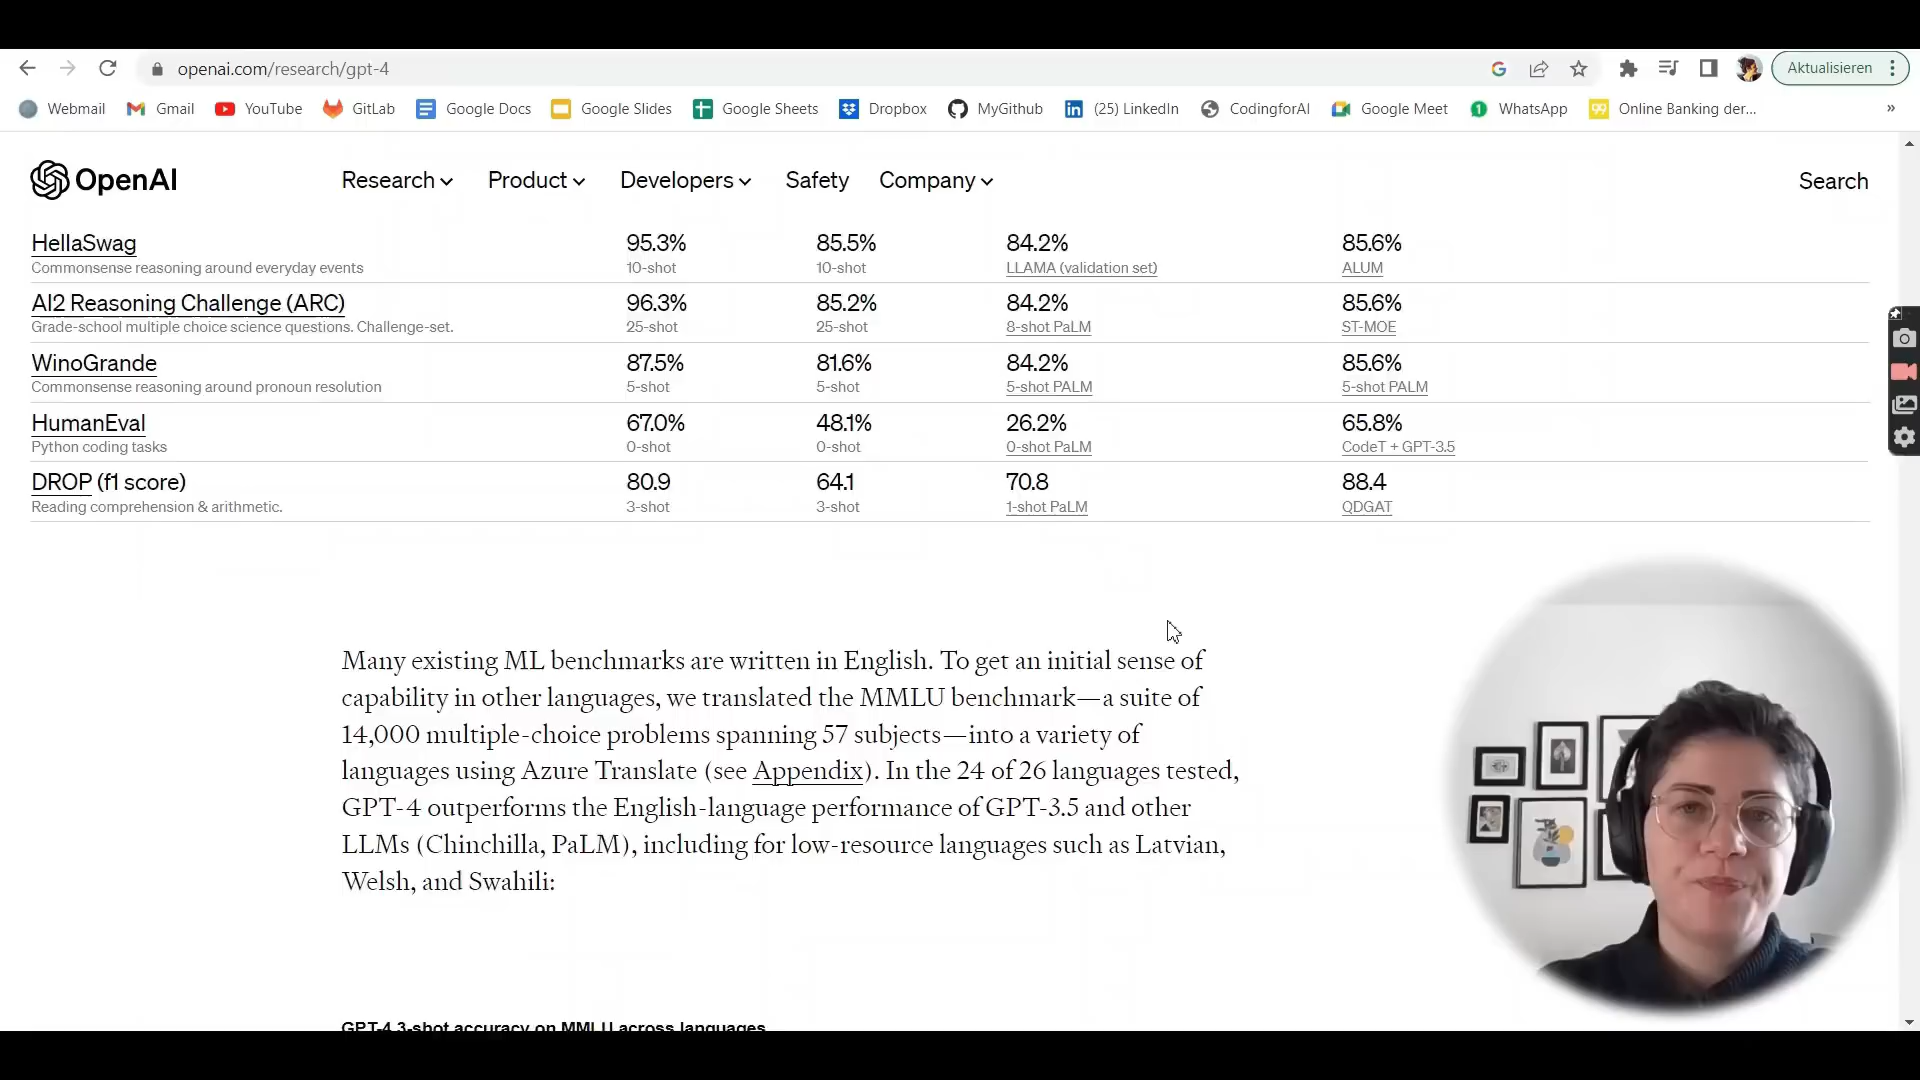 openai.com/research/gpt-4
Aktualisieren
Webmail Gmail YouTube GitLab Google Docs Google Slides Google Sheets Dropbox MyGithub (25) LinkedIn CodingforAI Google Meet WhatsApp Online Banking der... »
OpenAI Research Product Developers Safety Company Search
HellaSwag 95.3% 85.5% 84.2% 85.6%
Commonsense reasoning around everyday events 10-shot 10-shot LLAMA (validation set) ALUM
AI2 Reasoning Challenge (ARC) 96.3% 85.2% 84.2% 85.6%
Grade-school multiple choice science questions. Challenge-set. 25-shot 25-shot 8-shot PaLM ST-MOE
WinoGrande 87.5% 81.6% 84.2% 85.6%
Commonsense reasoning around pronoun resolution 5-shot 5-shot 5-shot PALM 5-shot PALM
HumanEval 67.0% 48.1% 26.2% 65.8%
Python coding tasks 0-shot 0-shot 0-shot PaLM CodeT + GPT-3.5
DROP (f1 score) 80.9 64.1 70.8 88.4
Reading comprehension & arithmetic. 3-shot 3-shot 1-shot PaLM QDGAT
Many existing ML benchmarks are written in English. To get an initial sense of
capability in other languages, we translated the MMLU benchmark—a suite of
14,000 multiple-choice problems spanning 57 subjects—into a variety of
languages using Azure Translate (see Appendix). In the 24 of 26 languages tested,
GPT-4 outperforms the English-language performance of GPT-3.5 and other
LLMs (Chinchilla, PaLM), including for low-resource languages such as Latvian,
Welsh, and Swahili:
GPT-4 3-shot accuracy on MMLU across languages